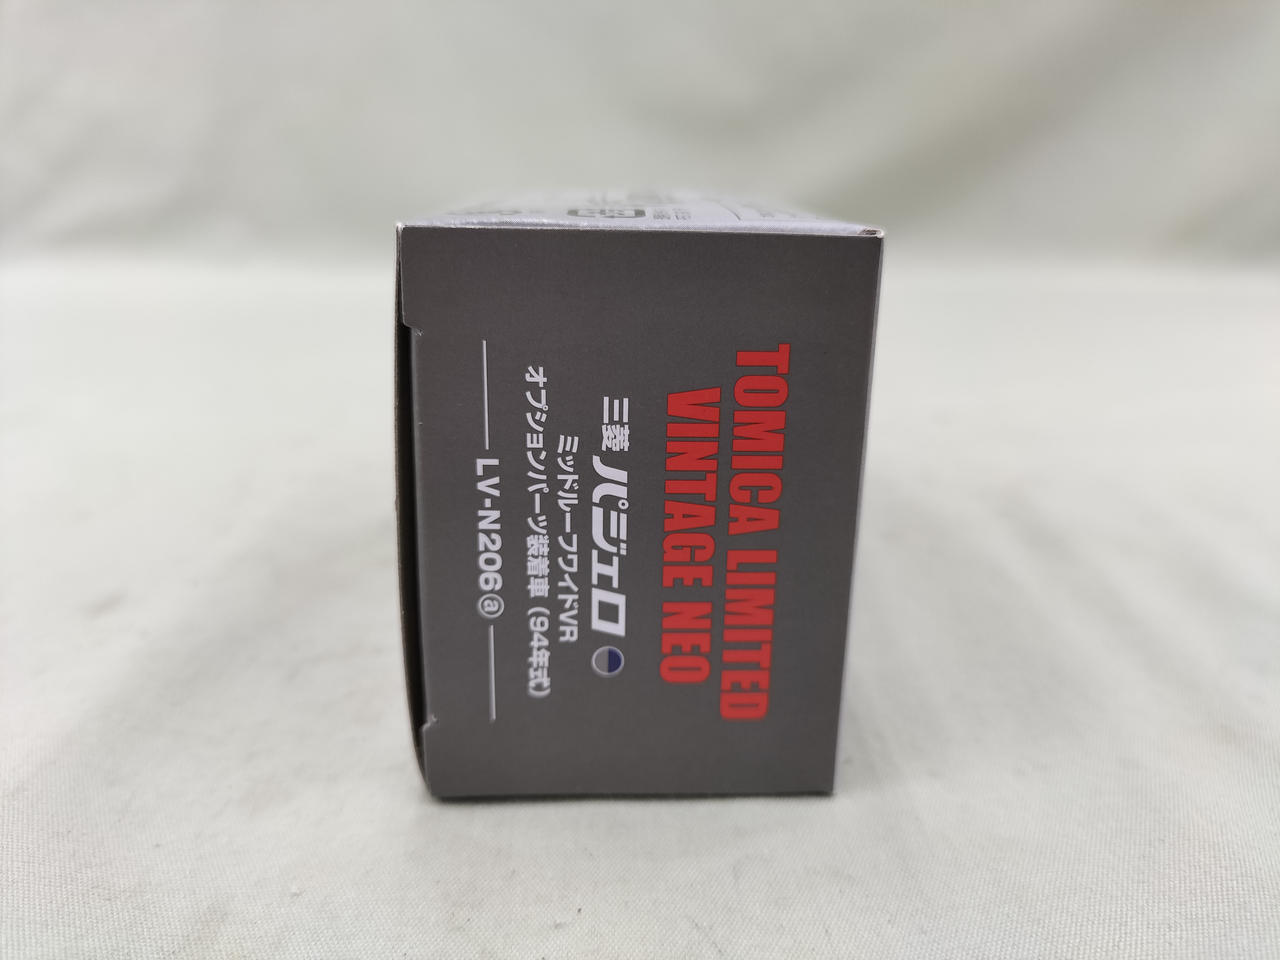 TOMICA LIMITED
VINTAGE NEO
三菱 パジェロ
ミッドルーフワイドVR
オプションパーツ装着車（94年式）
LV-N206ⓐ